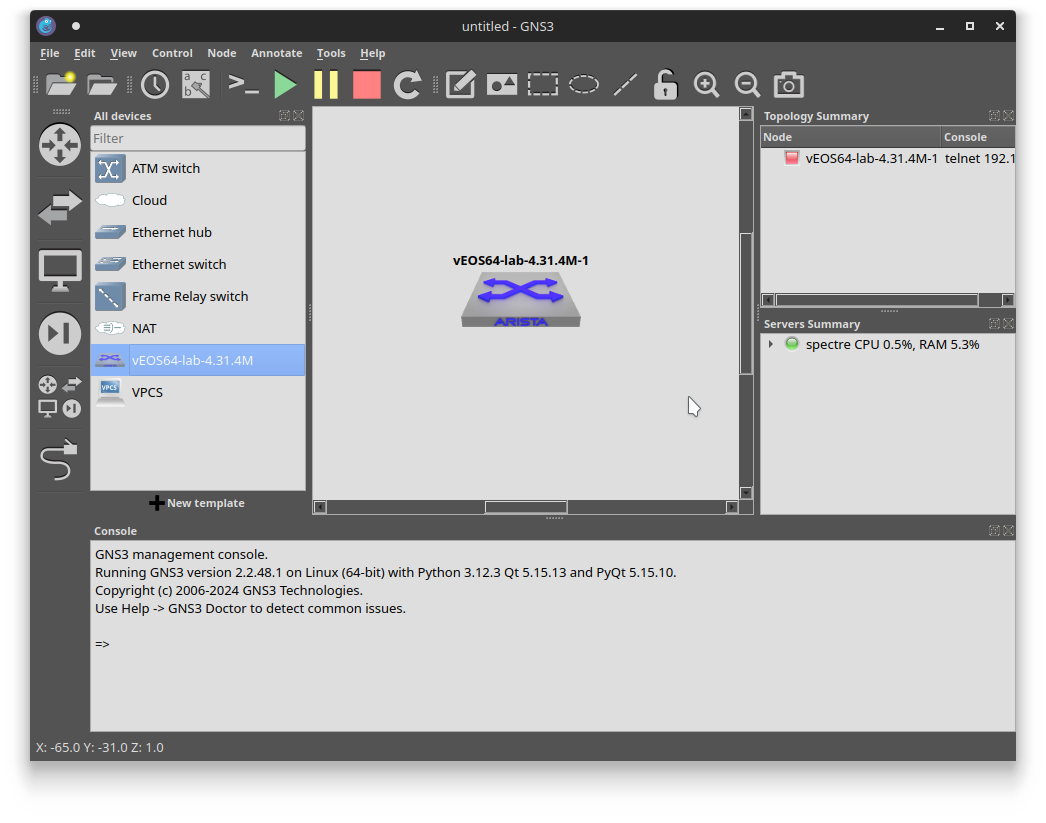 untitled - GNS3
File Edit View Control Node Annotate Tools Help
a c
b
All devices
Filter
ATM switch
Cloud
Ethernet hub
Ethernet switch
Frame Relay switch
NAT
vEOS64-lab-4.31.4M
VPCS
VPCS
New template
vEOS64-lab-4.31.4M-1
ARISTA
Topology Summary
Node Console
vEOS64-lab-4.31.4M-1 telnet 192.1
Servers Summary
spectre CPU 0.5%, RAM 5.3%
Console
GNS3 management console.
Running GNS3 version 2.2.48.1 on Linux (64-bit) with Python 3.12.3 Qt 5.15.13 and PyQt 5.15.10.
Copyright (c) 2006-2024 GNS3 Technologies.
Use Help -> GNS3 Doctor to detect common issues.
=>
X: -65.0 Y: -31.0 Z: 1.0